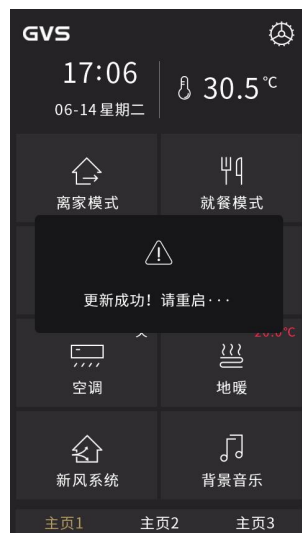 GVS
17:06
06-14 星期二
30.5℃
离家模式
就餐模式
更新成功！请重启···
20.0℃
空调
地暖
新风系统
背景音乐
主页1
主页2
主页3